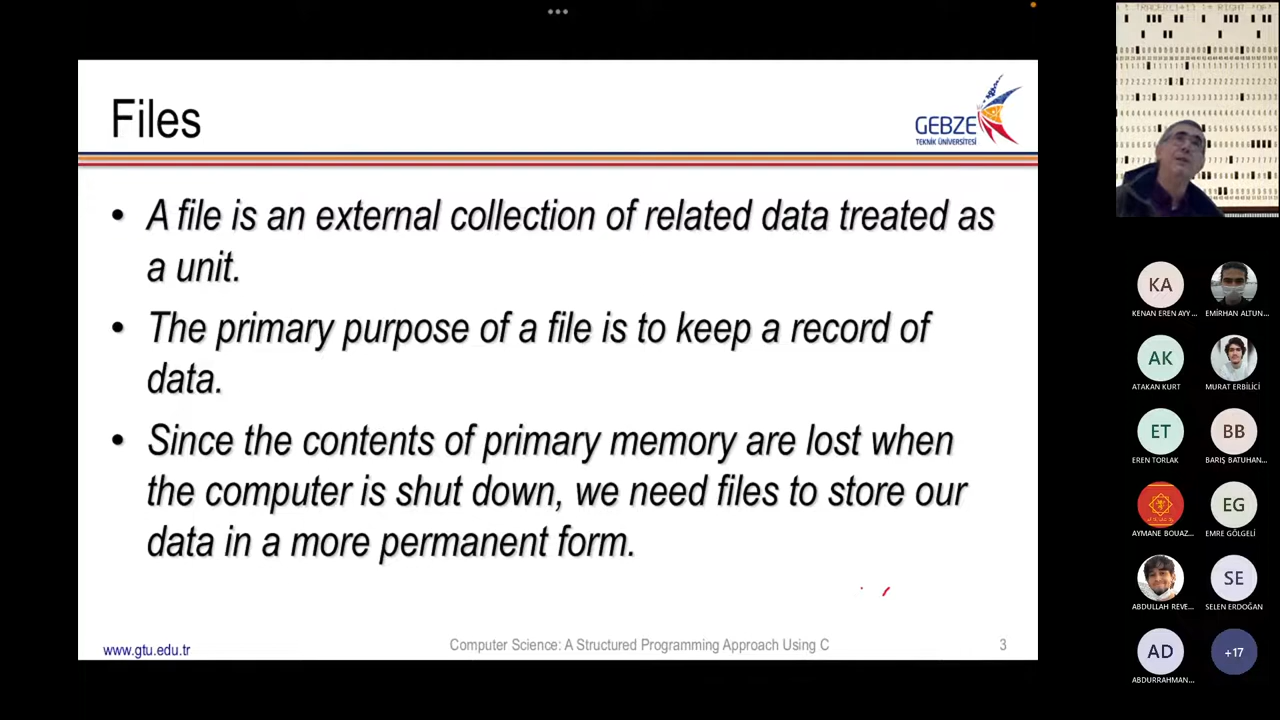 Files
GEBZE
TEKNİK ÜNİVERSİTESİ
• A file is an external collection of related data treated as
a unit.
• The primary purpose of a file is to keep a record of
data.
• Since the contents of primary memory are lost when
the computer is shut down, we need files to store our
data in a more permanent form.
www.gtu.edu.tr
Computer Science: A Structured Programming Approach Using C
3
KA
KENAN EREN AYY...
EMİRHAN ALTUN...
AK
ATAKAN KURT
MURAT ERBİLİCİ
ET
EREN TORLAK
BB
BARIŞ BATUHAN...
AYMANE BOUAZ...
EG
EMRE GÖLGELİ
ABDULLAH REVE...
SE
SELEN ERDOĞAN
AD
ABDURRAHMAN...
+17